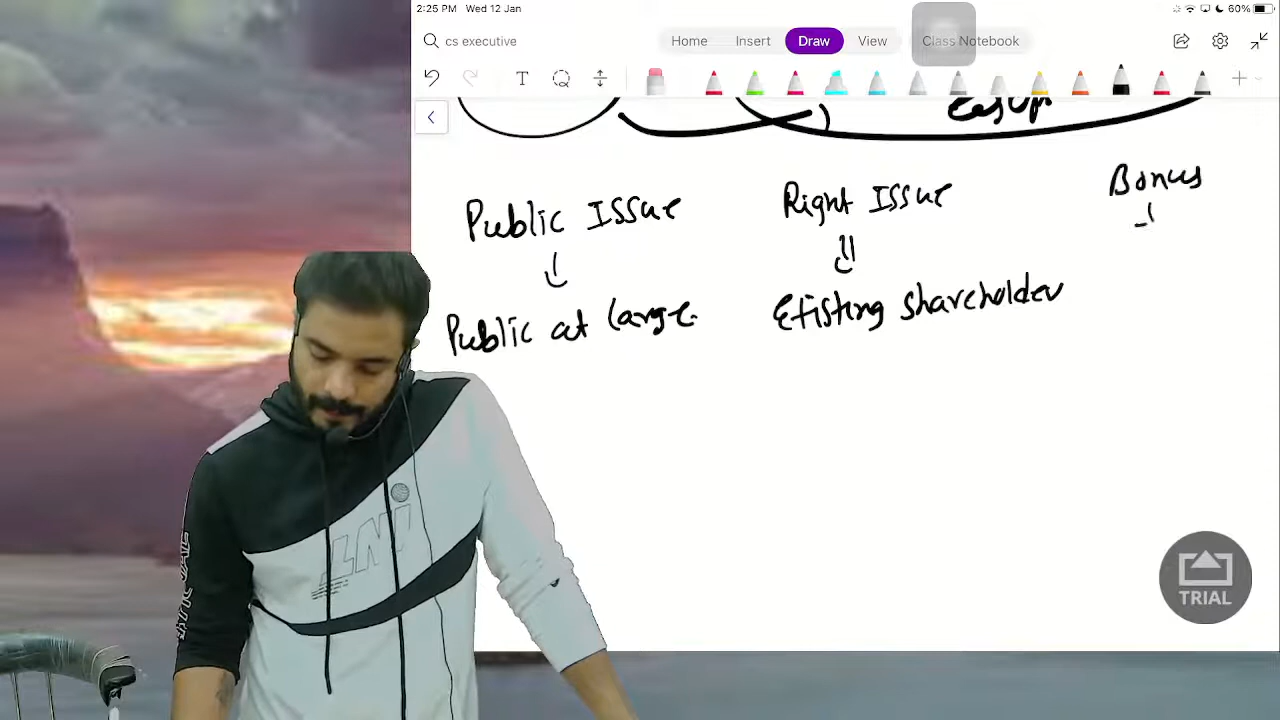 2:25 PM Wed 12 Jan
60%
cs executive
Home Insert Draw View Class Notebook
T
Public Issue
Right Issue
Bonus
Public at large.
Existing shareholder
TRIAL